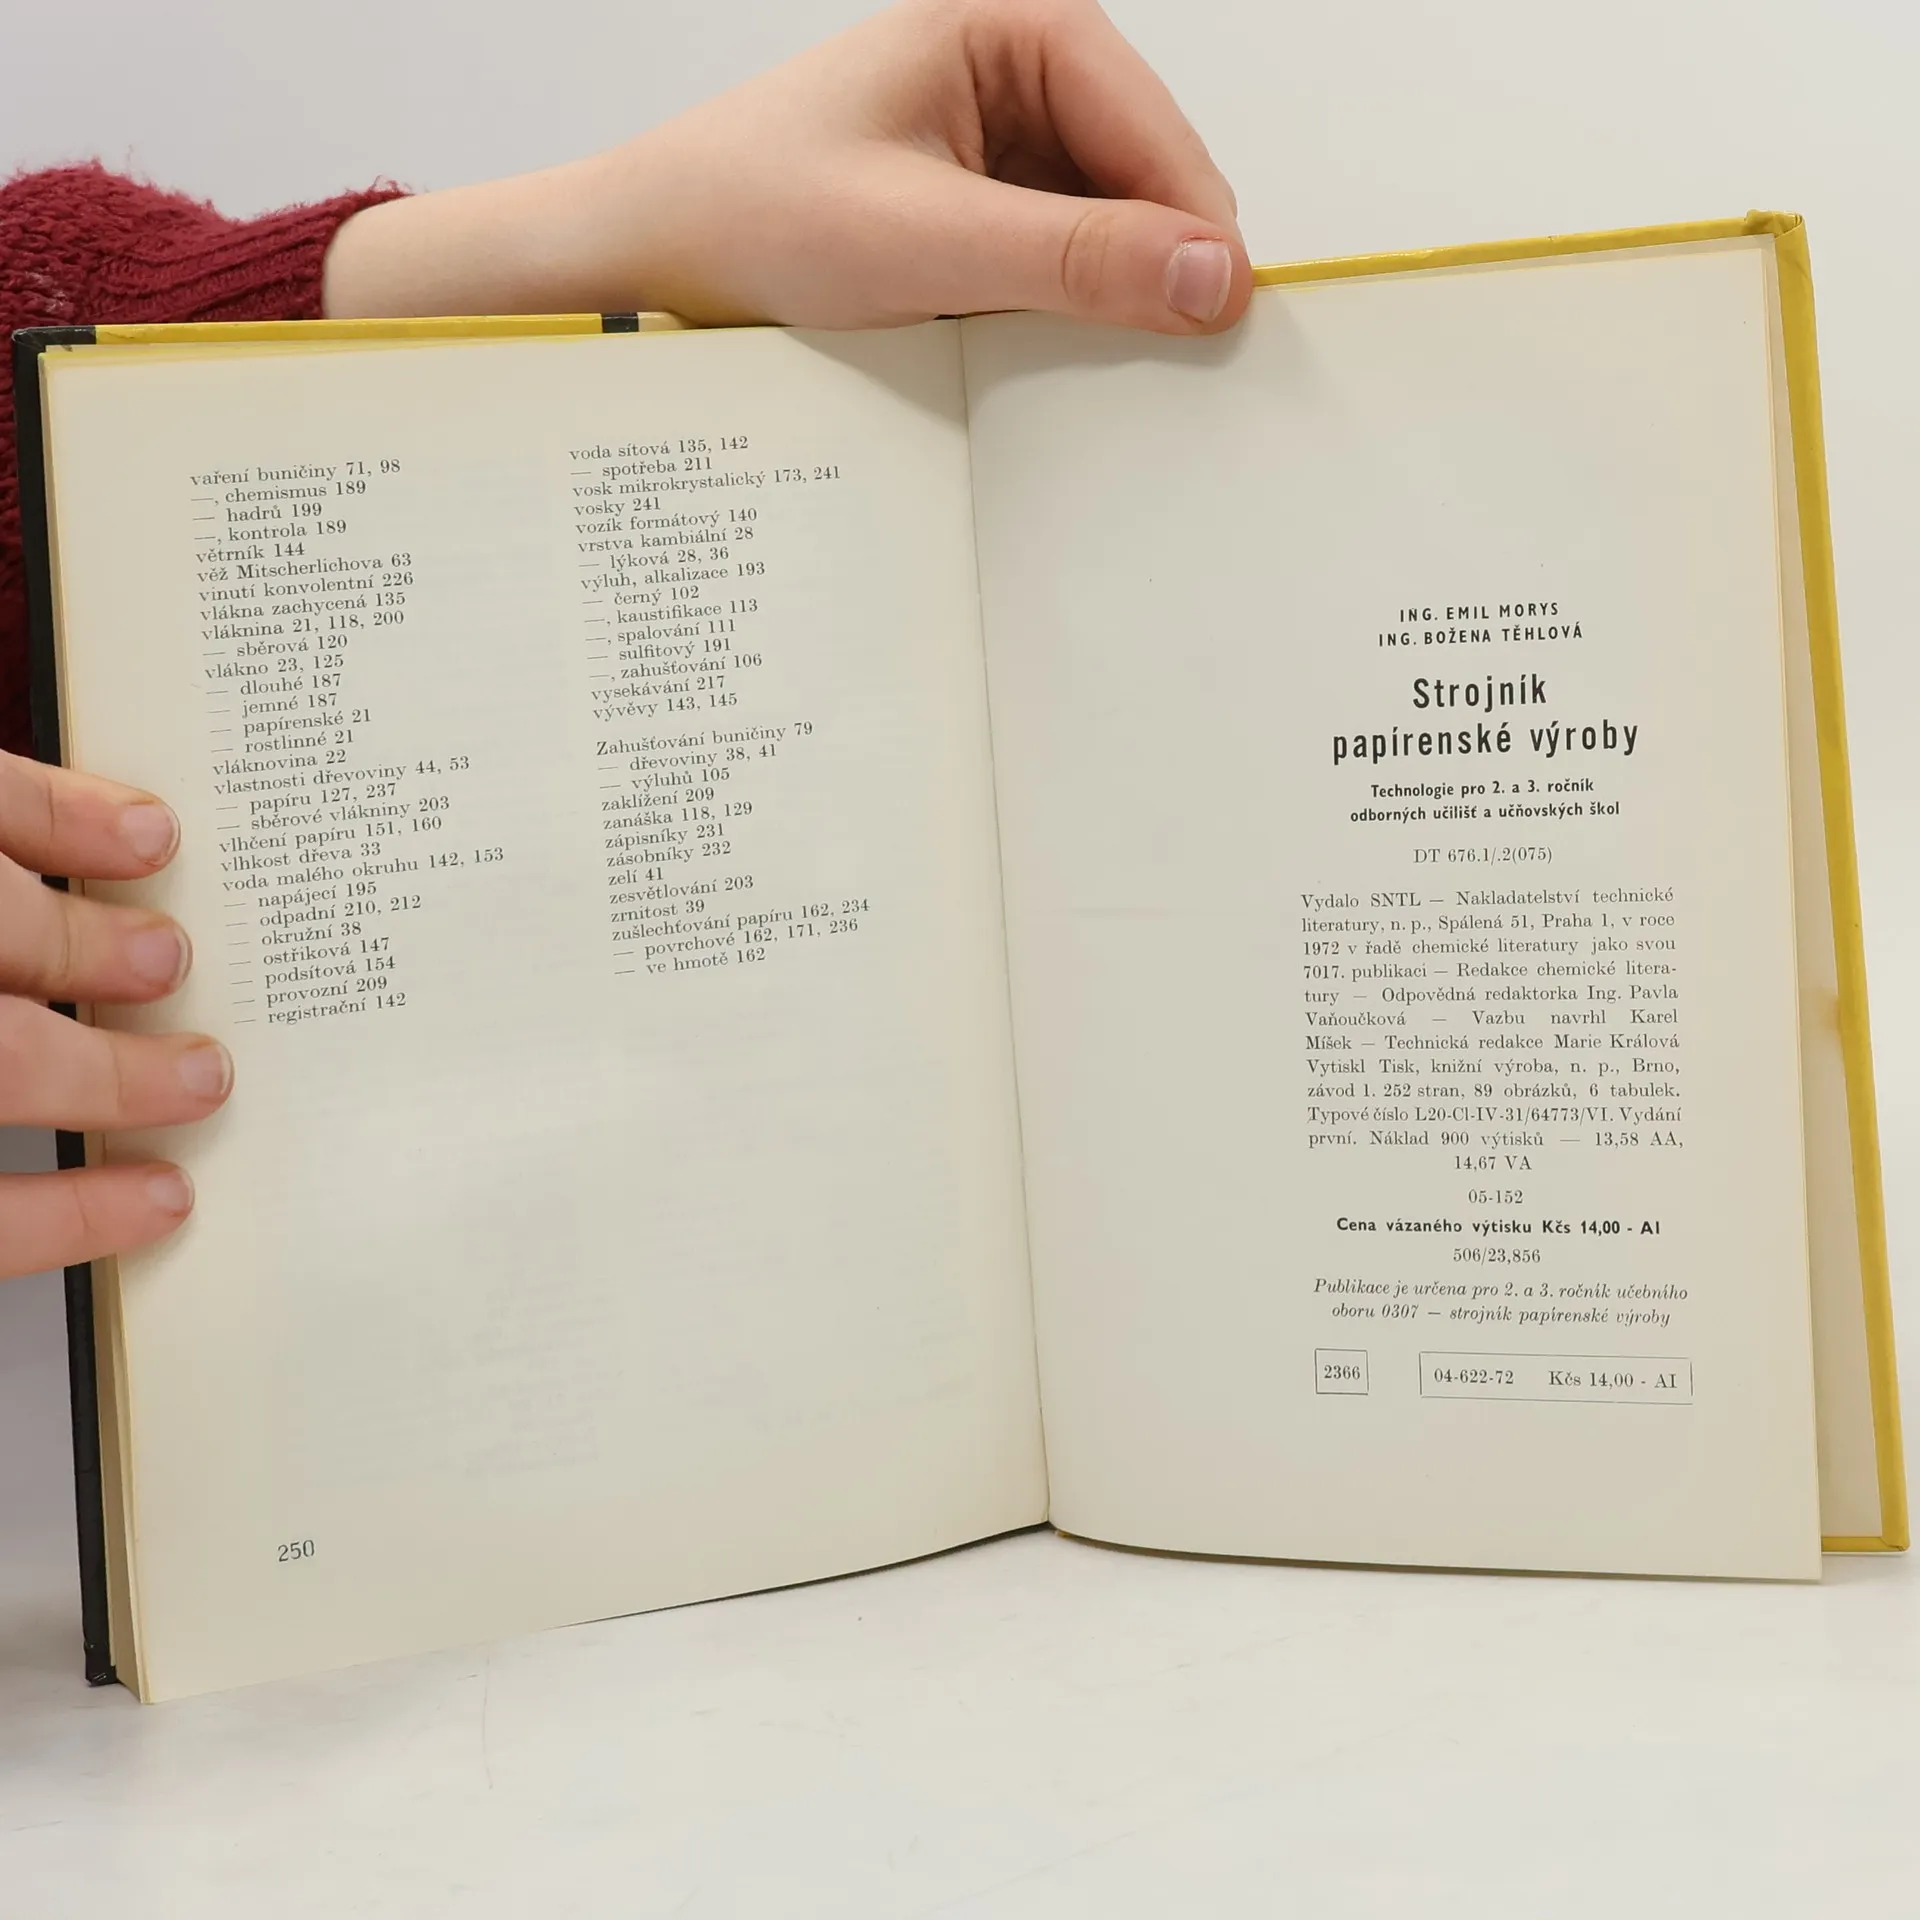 vaření buničiny 71, 98
—, chemismus 189
— hadrů 199
—, kontrola 189
větrník 144
věž Mitscherlichova 63
vinutí konvolentní 226
vlákna zachycená 135
vláknina 21, 118, 200
— sběrová 120
vlákno 23, 125
— dlouhé 187
— jemné 187
— papírenské 21
— rostlinné 21
vláknovina 22
vlastnosti dřevoviny 44, 53
— papíru 127, 237
— sběrové vlákniny 203
vlhčení papíru 151, 160
vlhkost dřeva 33
voda malého okruhu 142, 153
— napájecí 195
— odpadní 210, 212
— okružní 38
— ostřiková 147
— podsítová 154
— provozní 209
— registrační 142
voda sítová 135, 142
— spotřeba 211
vosk mikrokrystalický 173, 241
vosky 241
vozík formátový 140
vrstva kambiální 28
— lýková 28, 36
výluh, alkalizace 193
— černý 102
—, kaustifikace 113
—, spalování 111
— sulfitový 191
—, zahušťování 106
vysekávání 217
vývěvy 143, 145
Zahušťování buničiny 79
— dřevoviny 38, 41
— výluhů 105
zaklížení 209
zanáška 118, 129
zápisníky 231
zásobníky 232
zelí 41
zesvětlování 203
zrnitost 39
zušlechťování papíru 162, 234
— povrchové 162, 171, 236
— ve hmotě 162
250
ING. EMIL MORYS
ING. BOŽENA TĚHLOVÁ
Strojník
papírenské výroby
Technologie pro 2. a 3. ročník
odborných učilišť a učňovských škol
DT 676.1/.2(075)
Vydalo SNTL — Nakladatelství technické
literatury, n. p., Spálená 51, Praha 1, v roce
1972 v řadě chemické literatury jako svou
7017. publikaci — Redakce chemické litera-
tury — Odpovědná redaktorka Ing. Pavla
Vaňoučková — Vazbu navrhl Karel
Míšek — Technická redakce Marie Králová
Vytiskl Tisk, knižní výroba, n. p., Brno,
závod 1. 252 stran, 89 obrázků, 6 tabulek.
Typové číslo L20-Cl-IV-31/64773/VI. Vydání
první. Náklad 900 výtisků — 13,58 AA,
14,67 VA
05-152
Cena vázaného výtisku Kčs 14,00 - AI
506/23,856
Publikace je určena pro 2. a 3. ročník učebního
oboru 0307 — strojník papírenské výroby
2366
04-622-72 Kčs 14,00 - AI